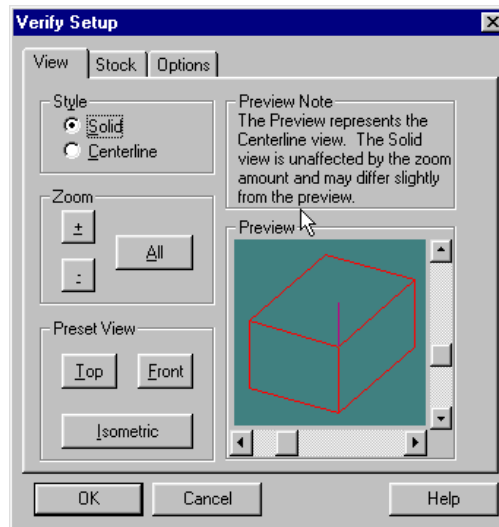 Verify Setup
View Stock Options
Style
Solid
Centerline
Zoom
+
All
-
Preset View
Top Front
Isometric
Preview Note
The Preview represents the
Centerline view. The Solid
view is unaffected by the zoom
amount and may differ slightly
from the preview.
Preview
OK Cancel Help